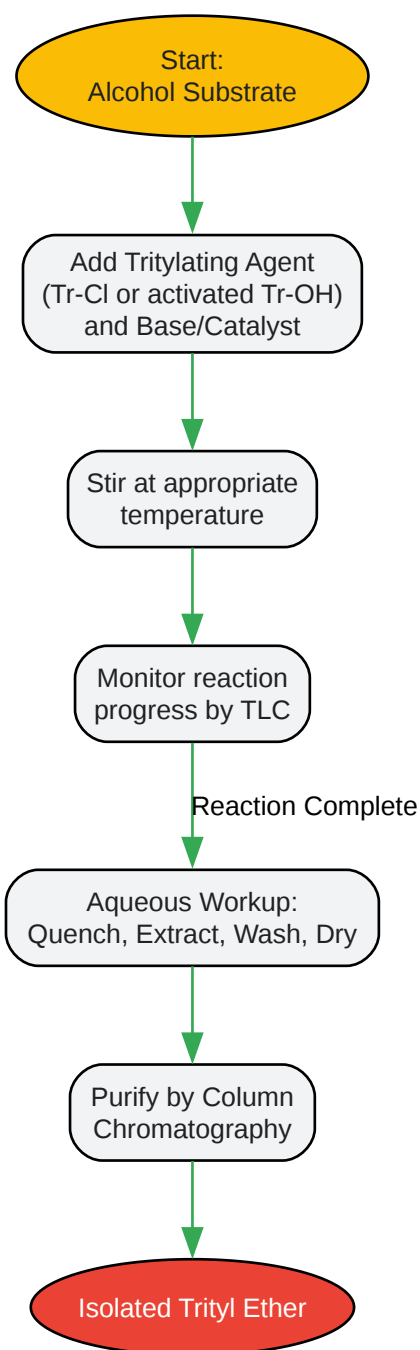 Start:
Alcohol Substrate
Add Tritylating Agent
(Tr-Cl or activated Tr-OH)
and Base/Catalyst
Stir at appropriate
temperature
Monitor reaction
progress by TLC
Reaction Complete
Aqueous Workup:
Quench, Extract, Wash, Dry
Purify by Column
Chromatography
Isolated Trityl Ether